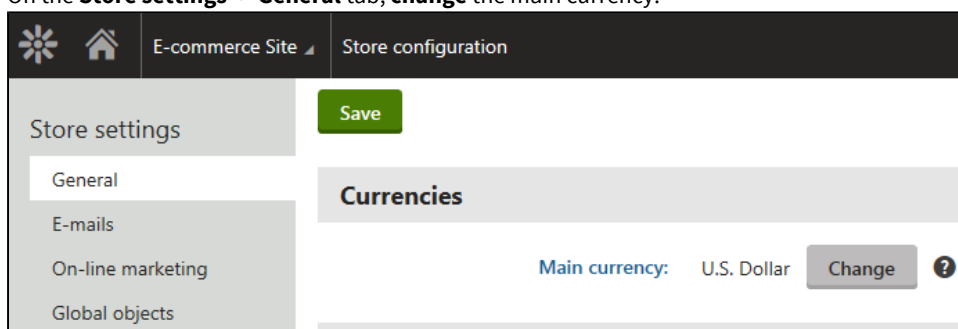 On the Store settings -> General tab, change the main currency.
E-commerce Site
Store configuration
Store settings
General
E-mails
On-line marketing
Global objects
Save
Currencies
Main currency: U.S. Dollar Change ?